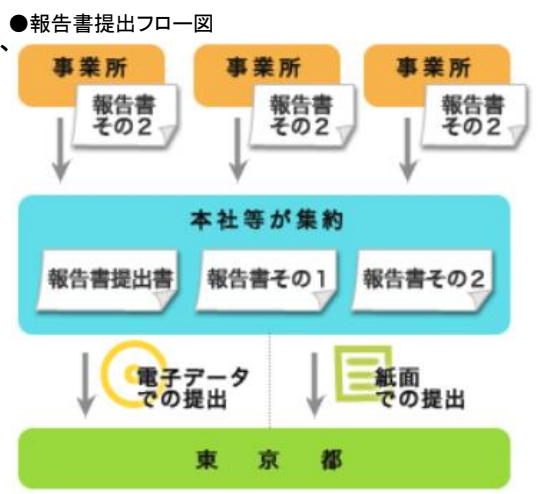 ●報告書提出フロー図
、
事業所
事業所
事業所
報告書
その2
報告書
その2
報告書
その2
本社等が集約
報告書提出書
報告書その1
報告書その2
電子データ
での提出
紙面
での提出
東京都